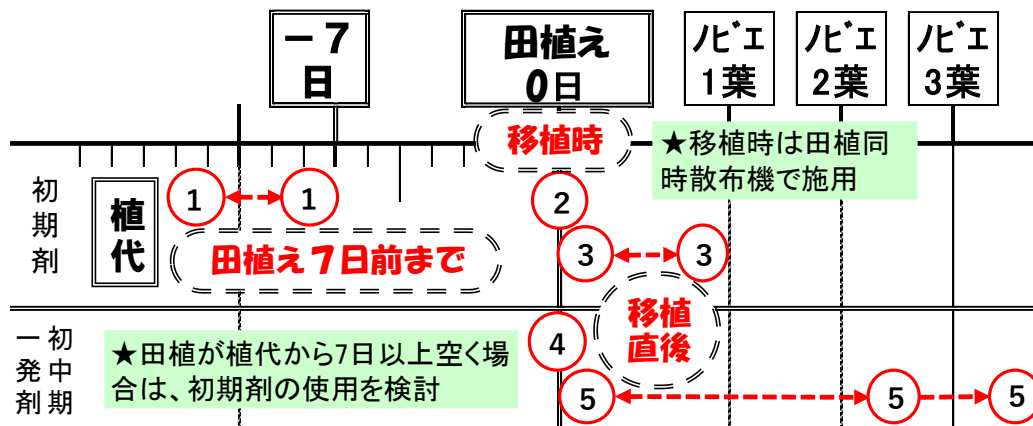 －７
日
田植え
０日
ﾉﾋﾞｴ
1葉
ﾉﾋﾞｴ
2葉
ﾉﾋﾞｴ
3葉
移植時
★移植時は田植同
時散布機で施用
初期剤
植代
1
1
2
田植え７日前まで
3
3
移植
直後
初中期
一発剤
★田植が植代から7日以上空く場
合は、初期剤の使用を検討
4
5
5
5